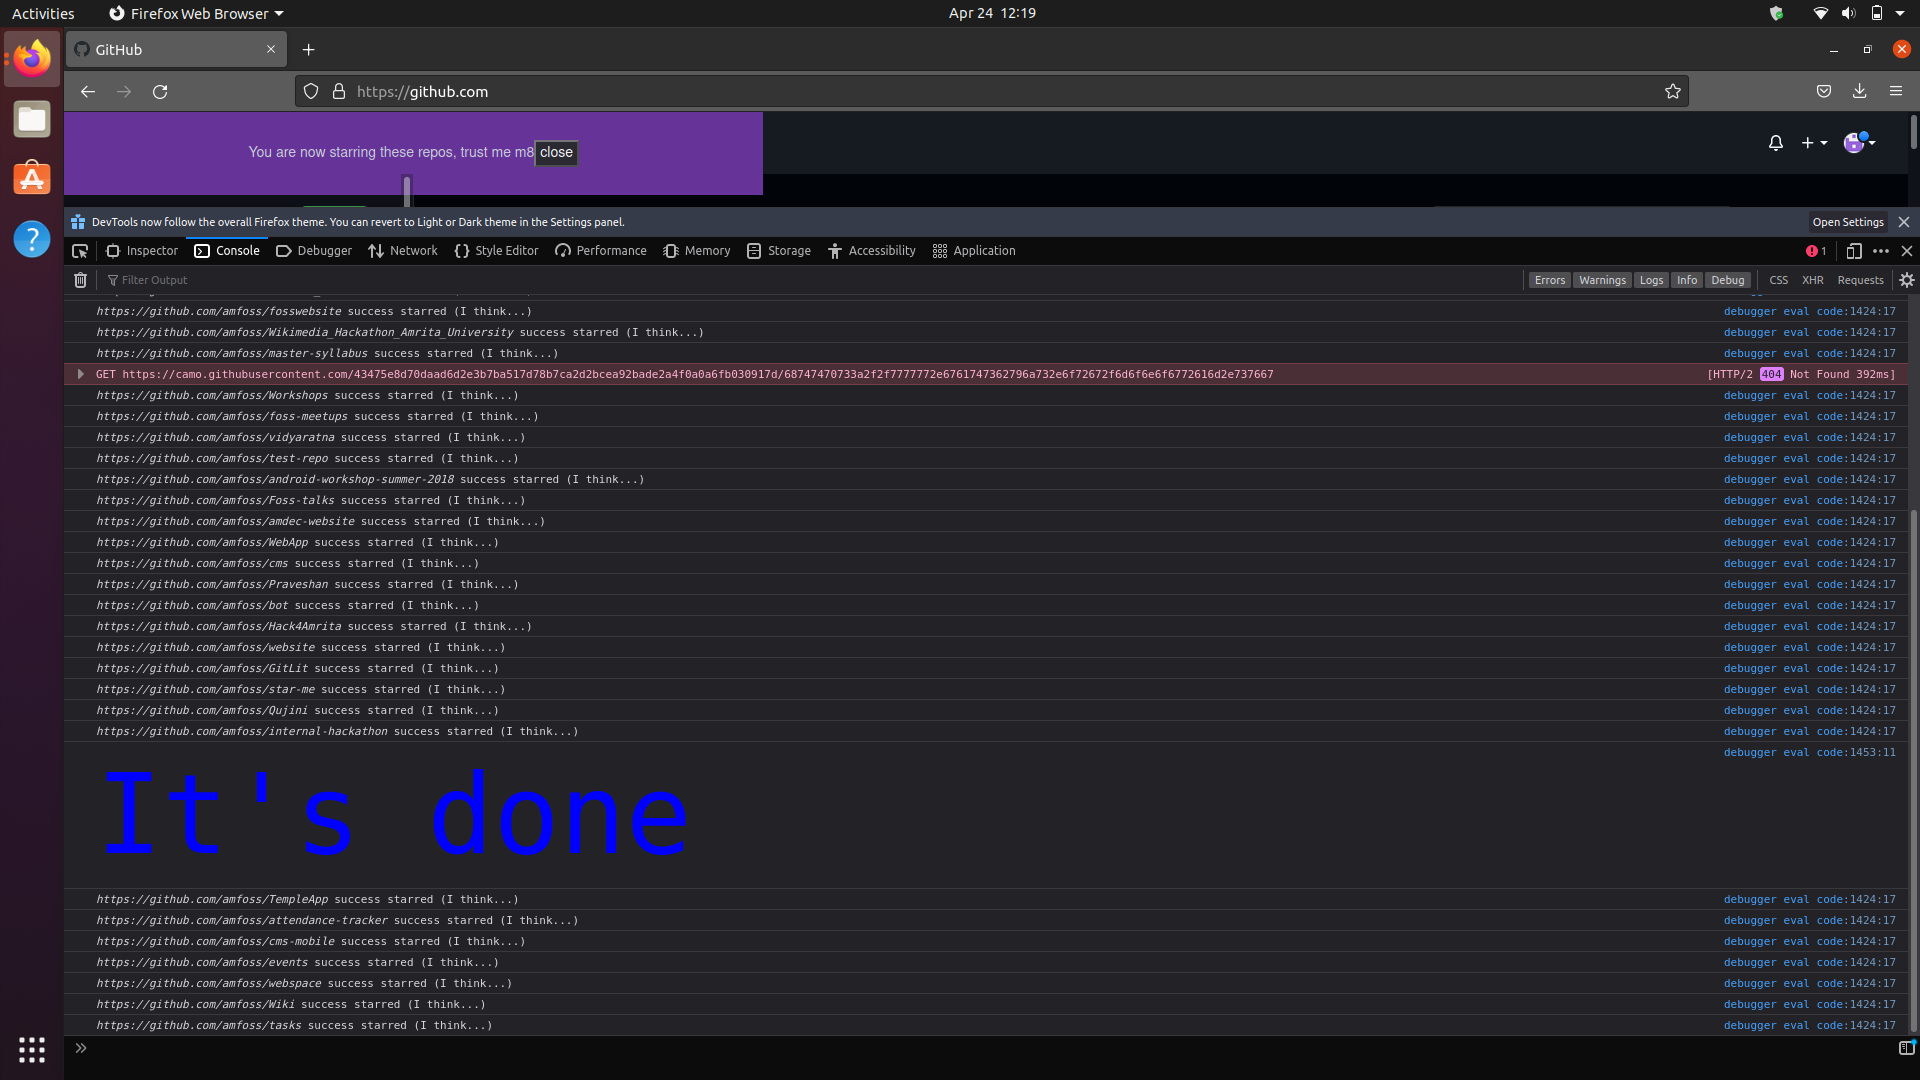 Activities
Firefox Web Browser
Apr 24 12:19
GitHub
https://github.com
You are now starring these repos, trust me m8
close
DevTools now follow the overall Firefox theme. You can revert to Light or Dark theme in the Settings panel.
Open Settings
Inspector
Console
Debugger
Network
Style Editor
Performance
Memory
Storage
Accessibility
Application
1
Filter Output
Errors
Warnings
Logs
Info
Debug
CSS
XHR
Requests
https://github.com/amfoss/fosswebsite success starred (I think...) debugger eval code:1424:17
https://github.com/amfoss/Wikimedia_Hackathon_Amrita_University success starred (I think...) debugger eval code:1424:17
https://github.com/amfoss/master-syllabus success starred (I think...) debugger eval code:1424:17
GET https://camo.githubusercontent.com/43475e8d70daad6d2e3b7ba517d78b7ca2d2bcea92bade2a4f0a0a6fb030917d/68747470733a2f2f7777772e6761747362796a732e6f72672f6d6f6e6f6772616d2e737667 [HTTP/2 404 Not Found 392ms]
https://github.com/amfoss/Workshops success starred (I think...) debugger eval code:1424:17
https://github.com/amfoss/foss-meetups success starred (I think...) debugger eval code:1424:17
https://github.com/amfoss/vidyaratna success starred (I think...) debugger eval code:1424:17
https://github.com/amfoss/test-repo success starred (I think...) debugger eval code:1424:17
https://github.com/amfoss/android-workshop-summer-2018 success starred (I think...) debugger eval code:1424:17
https://github.com/amfoss/Foss-talks success starred (I think...) debugger eval code:1424:17
https://github.com/amfoss/amdec-website success starred (I think...) debugger eval code:1424:17
https://github.com/amfoss/WebApp success starred (I think...) debugger eval code:1424:17
https://github.com/amfoss/cms success starred (I think...) debugger eval code:1424:17
https://github.com/amfoss/Praveshan success starred (I think...) debugger eval code:1424:17
https://github.com/amfoss/bot success starred (I think...) debugger eval code:1424:17
https://github.com/amfoss/Hack4Amrita success starred (I think...) debugger eval code:1424:17
https://github.com/amfoss/website success starred (I think...) debugger eval code:1424:17
https://github.com/amfoss/GitLit success starred (I think...) debugger eval code:1424:17
https://github.com/amfoss/star-me success starred (I think...) debugger eval code:1424:17
https://github.com/amfoss/Qujini success starred (I think...) debugger eval code:1424:17
https://github.com/amfoss/internal-hackathon success starred (I think...) debugger eval code:1424:17
debugger eval code:1453:11
It's done
https://github.com/amfoss/TempleApp success starred (I think...) debugger eval code:1424:17
https://github.com/amfoss/attendance-tracker success starred (I think...) debugger eval code:1424:17
https://github.com/amfoss/cms-mobile success starred (I think...) debugger eval code:1424:17
https://github.com/amfoss/events success starred (I think...) debugger eval code:1424:17
https://github.com/amfoss/webspace success starred (I think...) debugger eval code:1424:17
https://github.com/amfoss/Wiki success starred (I think...) debugger eval code:1424:17
https://github.com/amfoss/tasks success starred (I think...) debugger eval code:1424:17